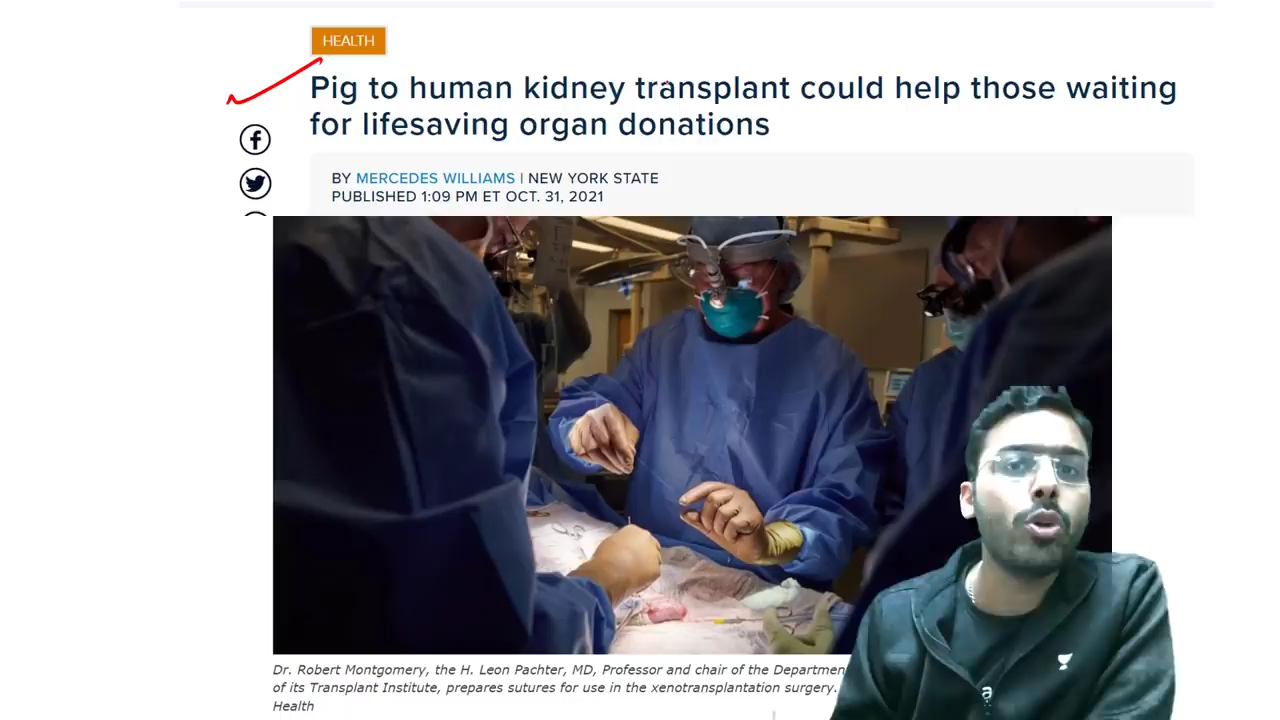 HEALTH
Pig to human kidney transplant could help those waiting
for lifesaving organ donations
BY MERCEDES WILLIAMS | NEW YORK STATE
PUBLISHED 1:09 PM ET OCT. 31, 2021
Dr. Robert Montgomery, the H. Leon Pachter, MD, Professor and chair of the
of its Transplant Institute, prepares sutures for use in the xenotransplantation surgery.
Health